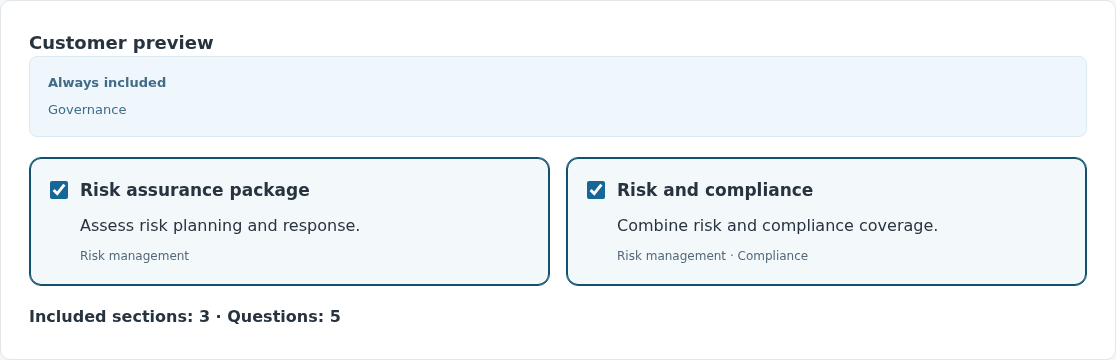 Customer preview
Always included
Governance
Risk assurance package
Assess risk planning and response.
Risk management
Risk and compliance
Combine risk and compliance coverage.
Risk management · Compliance
Included sections: 3 · Questions: 5